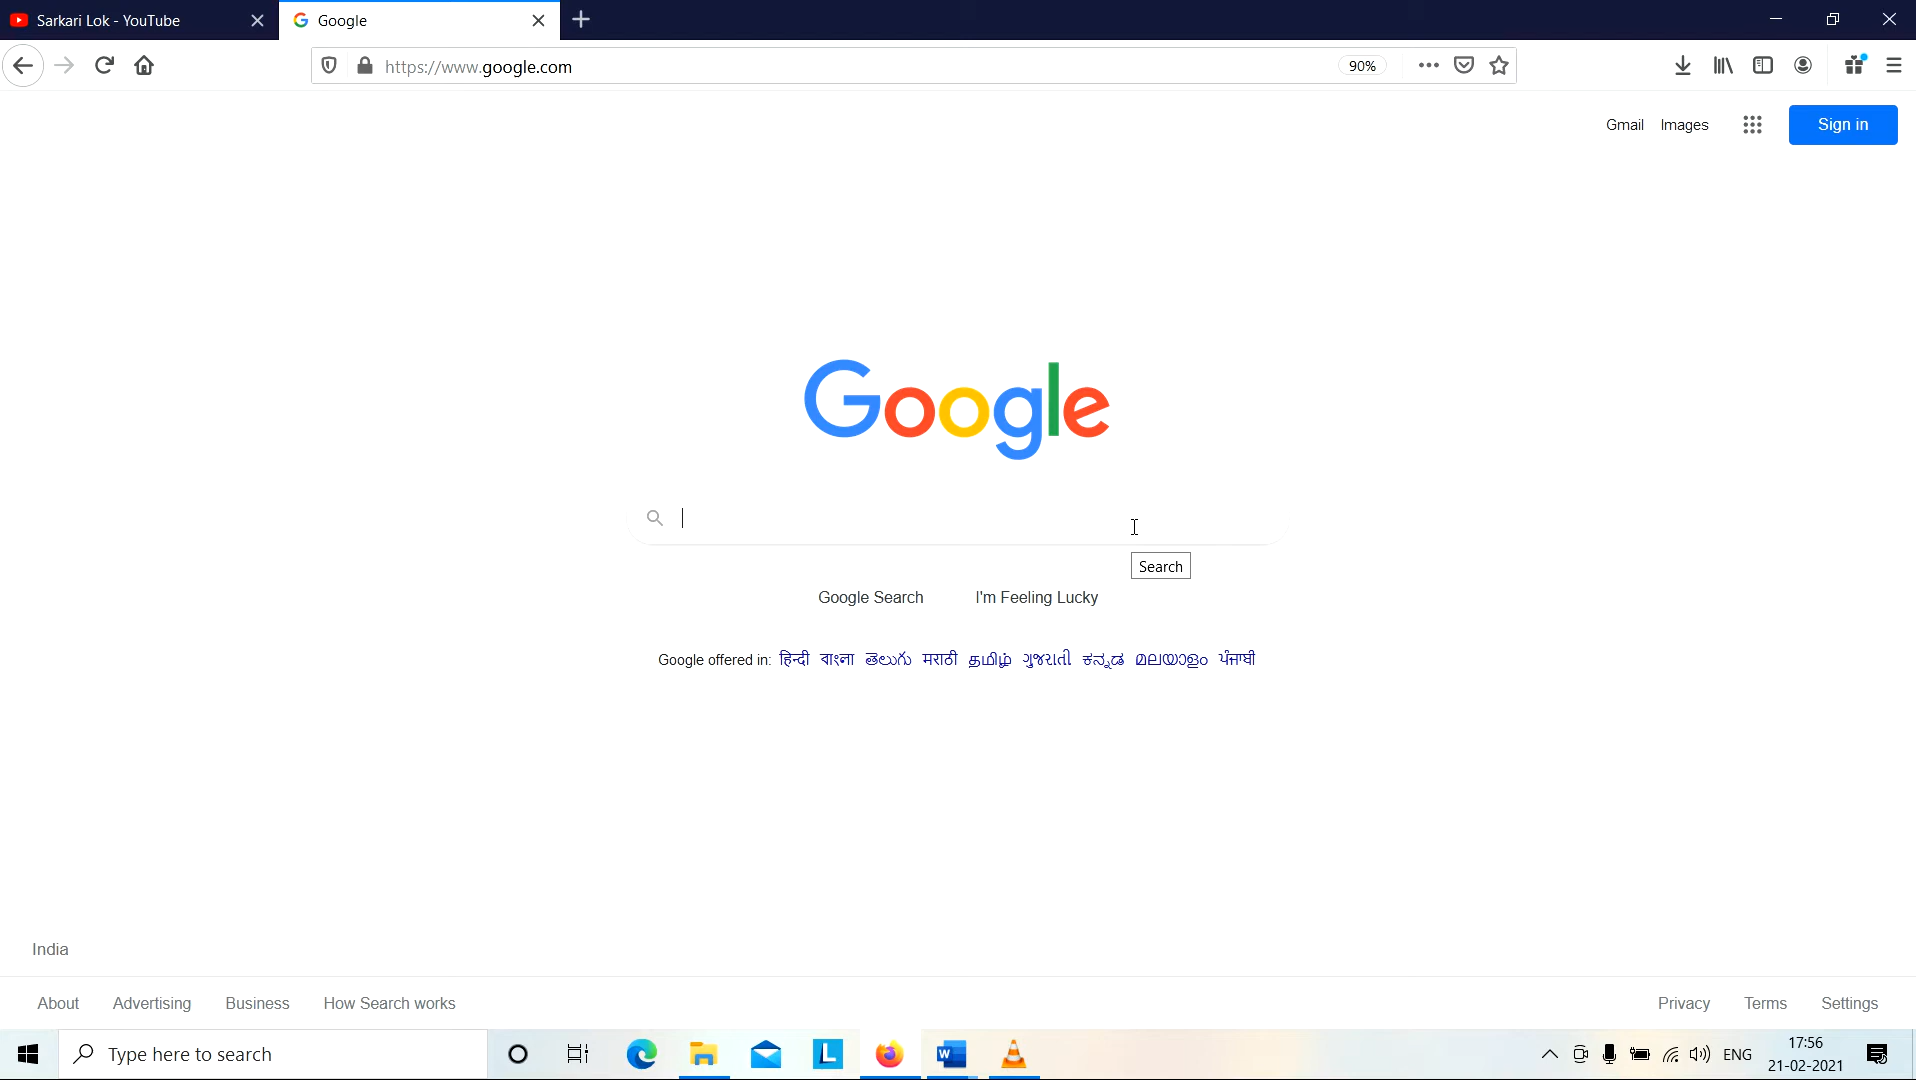 Sarkari Lok - YouTube
Google
https://www.google.com
90%
Gmail Images
Sign in
Google
Search
Google Search
I'm Feeling Lucky
Google offered in: हिन्दी বাংলা తెలుగు मराठी தமிழ் ગુજરાતી ಕನ್ನಡ മലയാളം ਪੰਜਾਬੀ
India
About Advertising Business How Search works
Privacy Terms Settings
Type here to search
L
W
ENG
17:56
21-02-2021